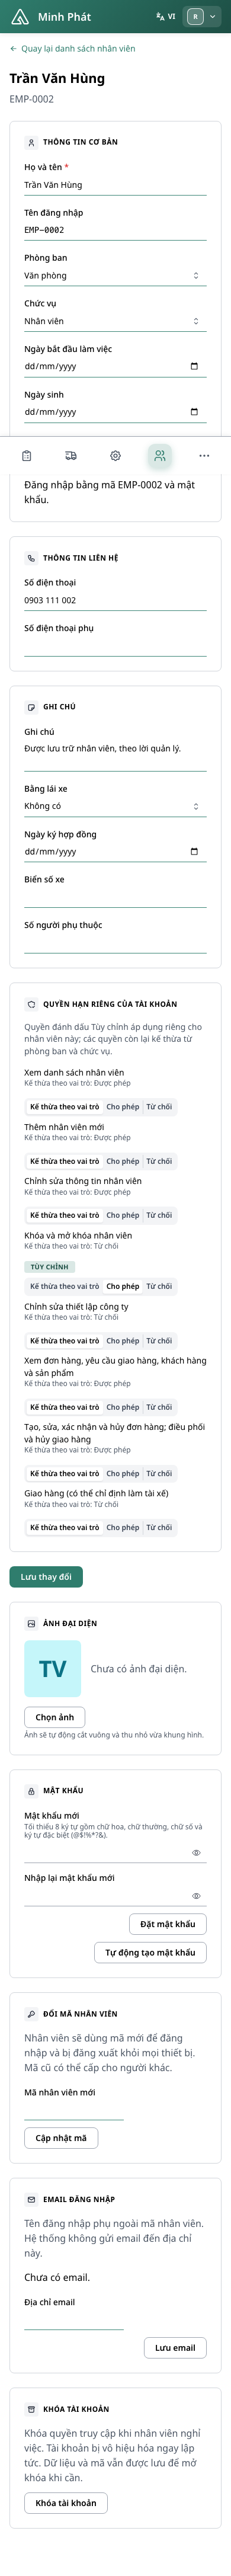 Minh Phát
VI
R
Quay lại danh sách nhân viên
Trần Văn Hùng
EMP-0002
THÔNG TIN CƠ BẢN
Họ và tên *
Trần Văn Hùng
Tên đăng nhập
EMP-0002
Phòng ban
Văn phòng
Chức vụ
Nhân viên
Ngày bắt đầu làm việc
dd/mm/yyyy
Ngày sinh
dd/mm/yyyy
Đăng nhập bằng mã EMP-0002 và mật
khẩu.
THÔNG TIN LIÊN HỆ
Số điện thoại
0903 111 002
Số điện thoại phụ
GHI CHÚ
Ghi chú
Được lưu trữ nhân viên, theo lời quản lý.
Bằng lái xe
Không có
Ngày ký hợp đồng
dd/mm/yyyy
Biển số xe
Số người phụ thuộc
QUYỀN HẠN RIÊNG CỦA TÀI KHOẢN
Quyền đánh dấu Tùy chỉnh áp dụng riêng cho
nhân viên này; các quyền còn lại kế thừa từ
phòng ban và chức vụ.
Xem danh sách nhân viên
Kế thừa theo vai trò: Được phép
Kế thừa theo vai trò Cho phép Từ chối
Thêm nhân viên mới
Kế thừa theo vai trò: Được phép
Kế thừa theo vai trò Cho phép Từ chối
Chỉnh sửa thông tin nhân viên
Kế thừa theo vai trò: Được phép
Kế thừa theo vai trò Cho phép Từ chối
Khóa và mở khóa nhân viên
Kế thừa theo vai trò: Từ chối
TÙY CHỈNH
Kế thừa theo vai trò Cho phép Từ chối
Chỉnh sửa thiết lập công ty
Kế thừa theo vai trò: Từ chối
Kế thừa theo vai trò Cho phép Từ chối
Xem đơn hàng, yêu cầu giao hàng, khách hàng
và sản phẩm
Kế thừa theo vai trò: Được phép
Kế thừa theo vai trò Cho phép Từ chối
Tạo, sửa, xác nhận và hủy đơn hàng; điều phối
và hủy giao hàng
Kế thừa theo vai trò: Được phép
Kế thừa theo vai trò Cho phép Từ chối
Giao hàng (có thể chỉ định làm tài xế)
Kế thừa theo vai trò: Từ chối
Kế thừa theo vai trò Cho phép Từ chối
Lưu thay đổi
ẢNH ĐẠI DIỆN
TV
Chưa có ảnh đại diện.
Chọn ảnh
Ảnh sẽ tự động cắt vuông và thu nhỏ vừa khung hình.
MẬT KHẨU
Mật khẩu mới
Tối thiểu 8 ký tự gồm chữ hoa, chữ thường, chữ số và
ký tự đặc biệt (@$!%*?&).
Nhập lại mật khẩu mới
Đặt mật khẩu
Tự động tạo mật khẩu
ĐỔI MÃ NHÂN VIÊN
Nhân viên sẽ dùng mã mới để đăng
nhập và bị đăng xuất khỏi mọi thiết bị.
Mã cũ có thể cấp cho người khác.
Mã nhân viên mới
Cập nhật mã
EMAIL ĐĂNG NHẬP
Tên đăng nhập phụ ngoài mã nhân viên.
Hệ thống không gửi email đến địa chỉ
này.
Chưa có email.
Địa chỉ email
Lưu email
KHÓA TÀI KHOẢN
Khóa quyền truy cập khi nhân viên nghỉ
việc. Tài khoản bị vô hiệu hóa ngay lập
tức. Dữ liệu và mã vẫn được lưu để mở
khóa khi cần.
Khóa tài khoản